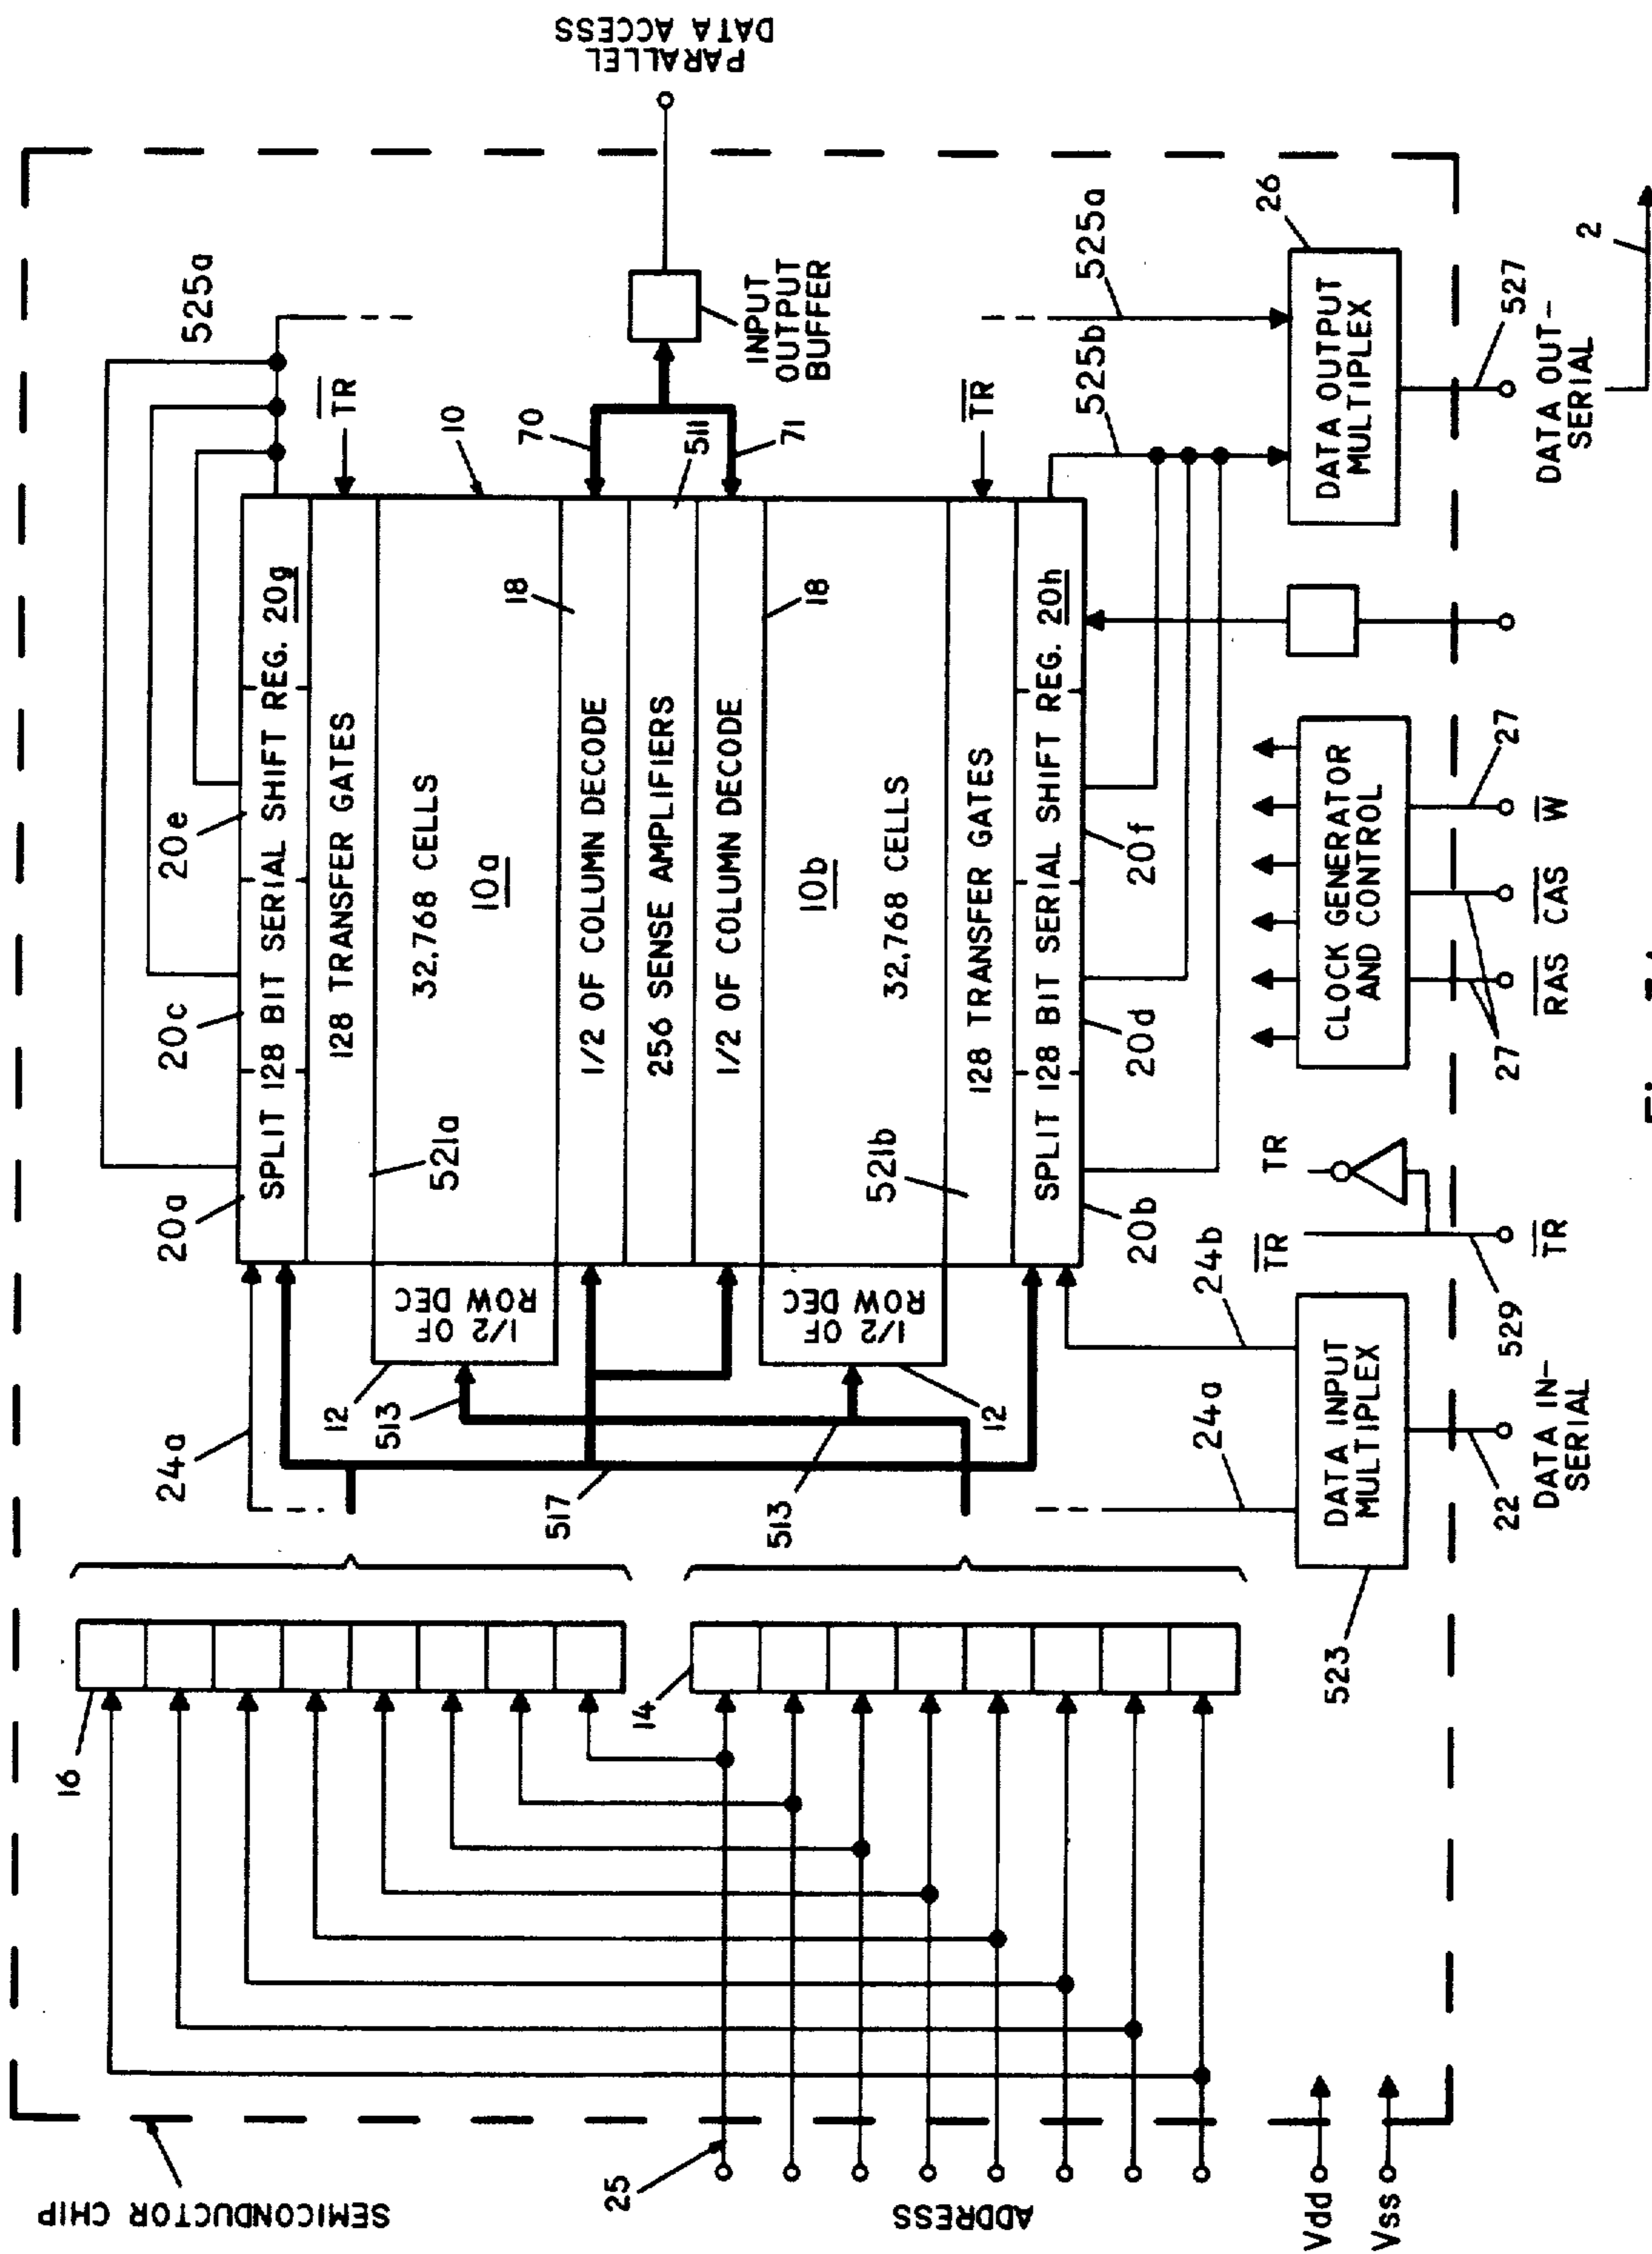 SEMICONDUCTOR CHIP
16
24a
20a
20c
20e
525a
SPLIT 128 BIT SERIAL SHIFT REG. 20g
128 TRANSFER GATES
TR
521a
32,768 CELLS
10a
10
12
1/2 OF
ROW DEC
513
18
1/2 OF COLUMN DECODE
70
256 SENSE AMPLIFIERS
511
1/2 OF COLUMN DECODE
71
INPUT
OUTPUT
BUFFER
PARALLEL
DATA ACCESS
517
14
25
ADDRESS
513
12
1/2 OF
ROW DEC
18
10b
32,768 CELLS
521b
128 TRANSFER GATES
TR
SPLIT 128 BIT SERIAL SHIFT REG. 20h
20b
20d
20f
525b
525a
24a
24b
TR
TR
26
523
DATA INPUT
MULTIPLEX
CLOCK GENERATOR
AND CONTROL
DATA OUTPUT
MULTIPLEX
Vdd
Vss
22
529
27
27
527
DATA IN-
SERIAL
TR
RAS
CAS
W
DATA OUT-
SERIAL
2